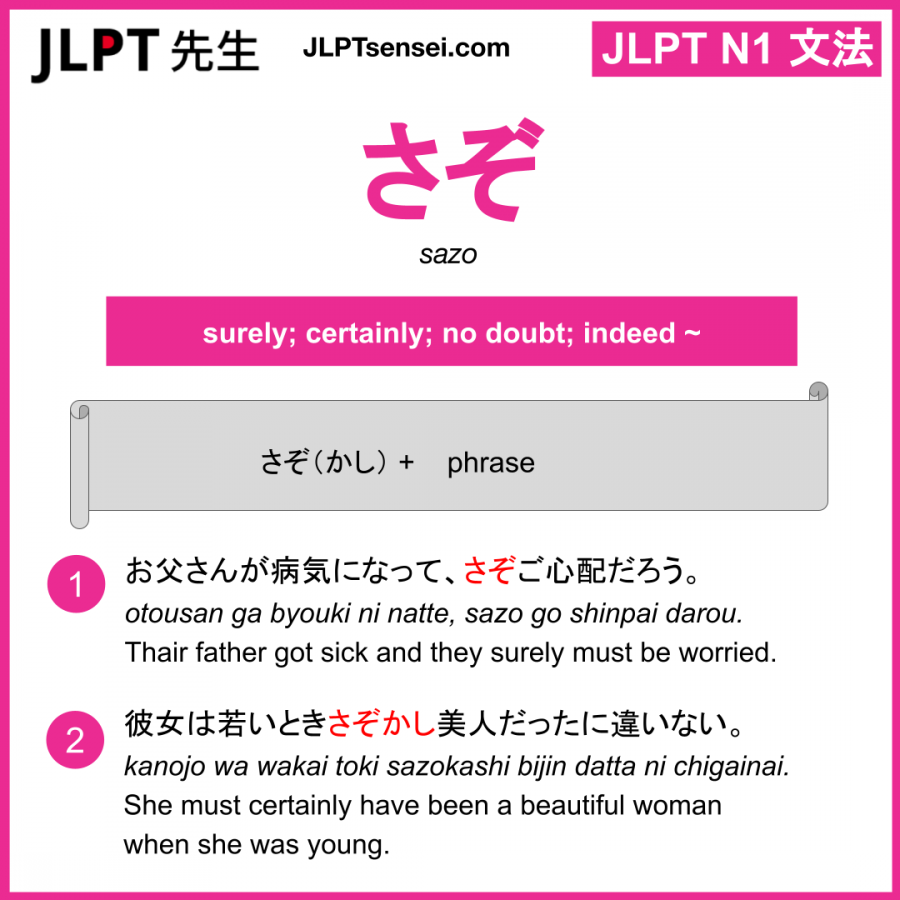 JLPT 先生
JLPTsensei.com
JLPT N1 文法
さぞ
sazo
surely; certainly; no doubt; indeed ~
さぞ(かし) + phrase
1
お父さんが病気になって、さぞご心配だろう。
otousan ga byouki ni natte, sazo go shinpai darou.
Thair father got sick and they surely must be worried.
2
彼女は若いときさぞかし美人だったに違いない。
kanojo wa wakai toki sazokashi bijin datta ni chigainai.
She must certainly have been a beautiful woman
when she was young.